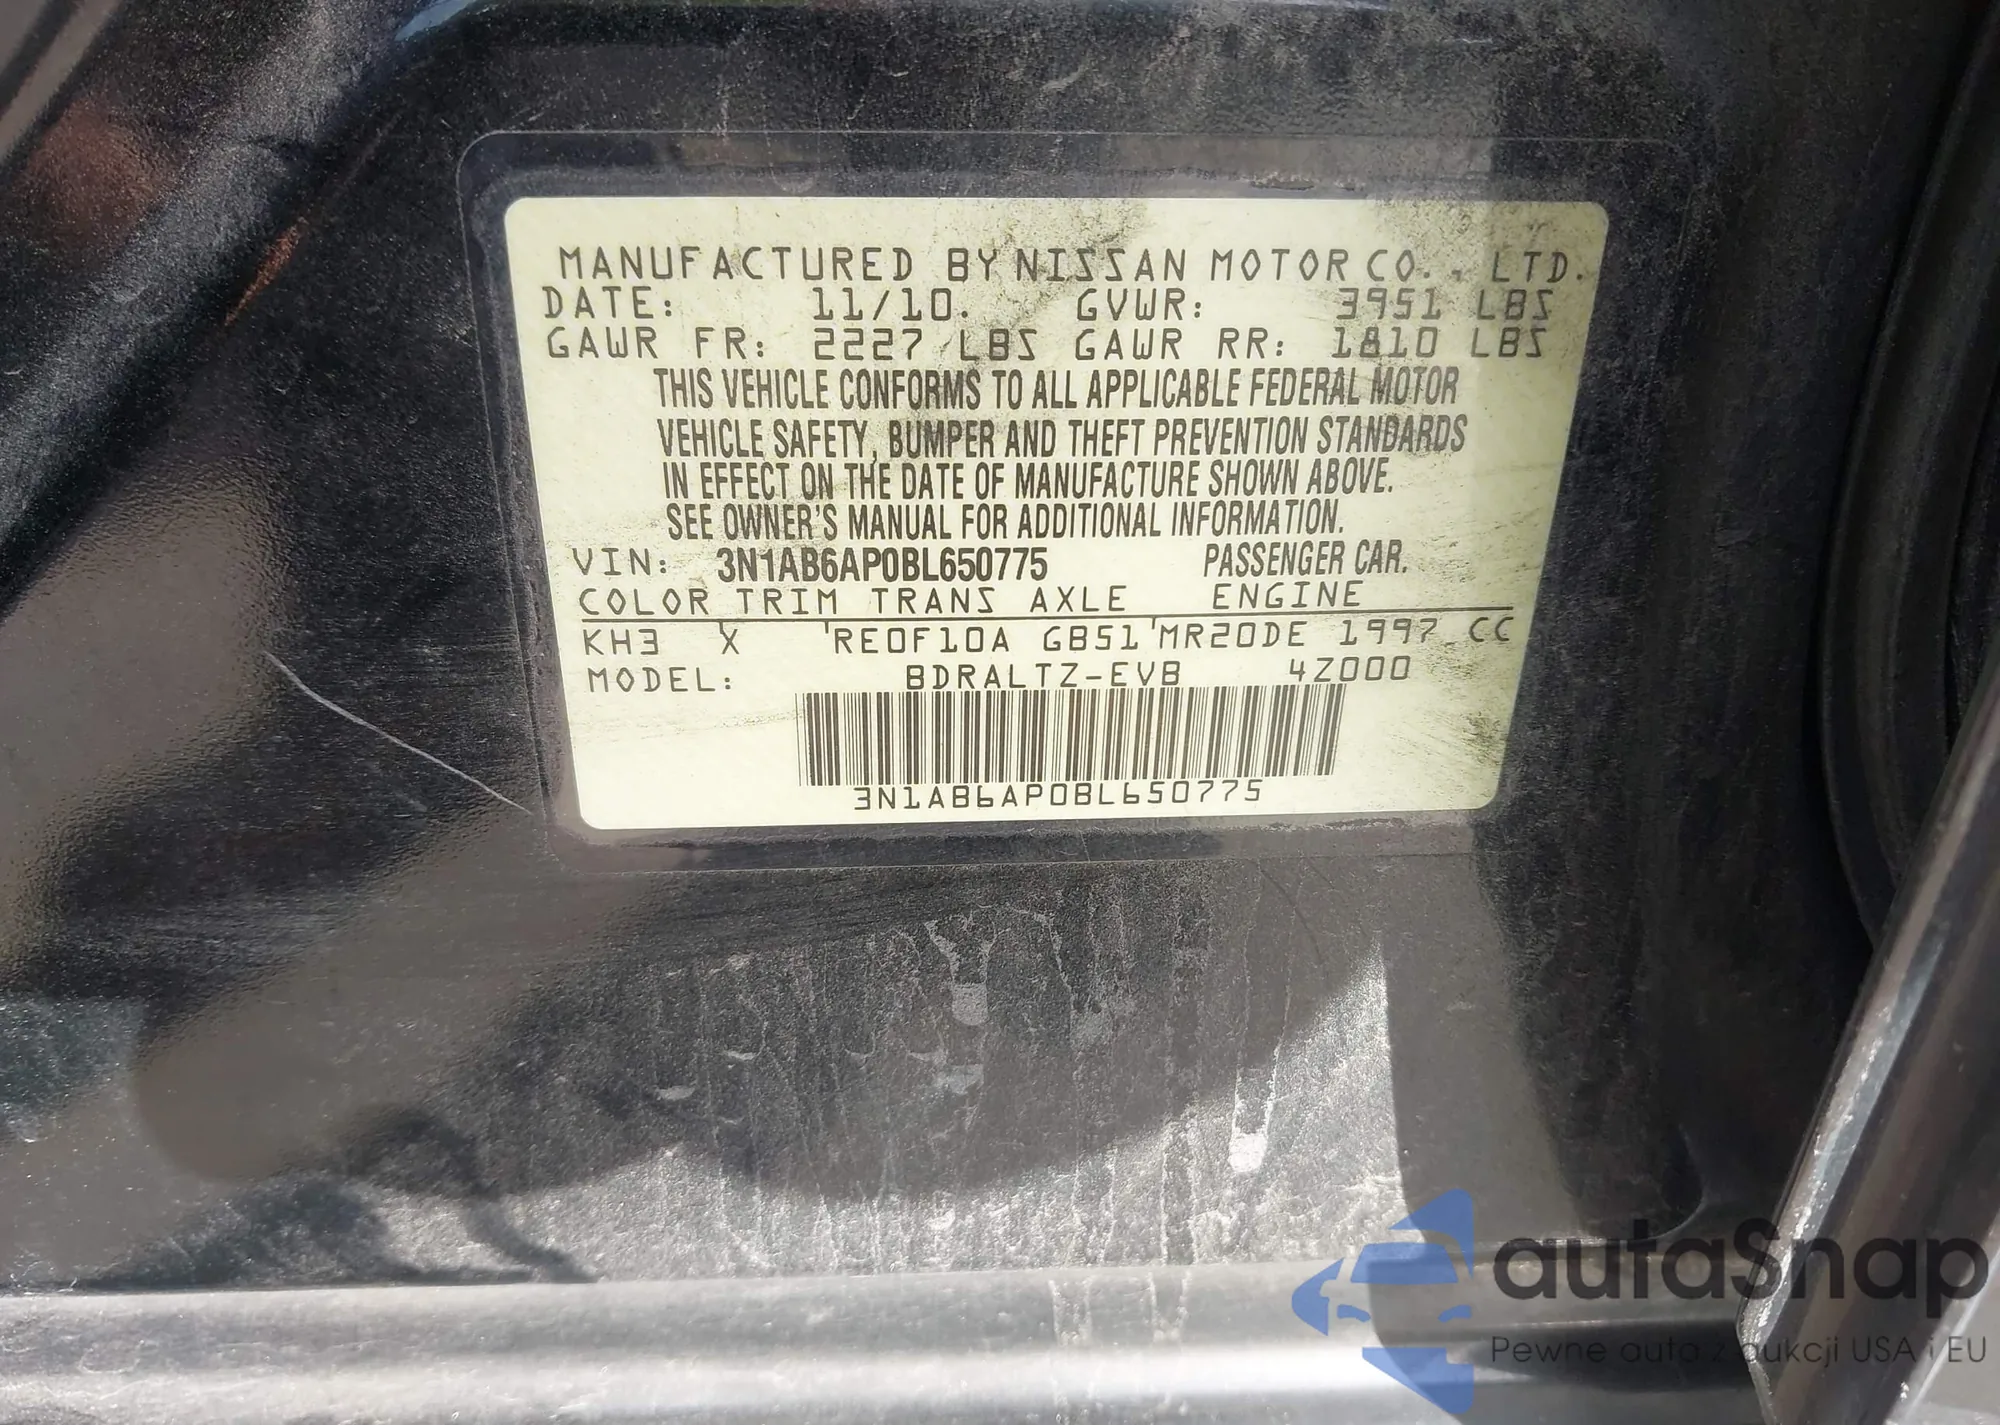 MANUFACTURED BY NISSAN MOTOR CO., LTD.
DATE: 11/10. GVWR: 3951 LBS
GAWR FR: 2227 LBS GAWR RR: 1810 LBS
THIS VEHICLE CONFORMS TO ALL APPLICABLE FEDERAL MOTOR
VEHICLE SAFETY, BUMPER AND THEFT PREVENTION STANDARDS
IN EFFECT ON THE DATE OF MANUFACTURE SHOWN ABOVE.
SEE OWNER'S MANUAL FOR ADDITIONAL INFORMATION.
VIN: 3N1AB6AP0BL650775 PASSENGER CAR.
COLOR TRIM TRANS AXLE ENGINE
KH3 X RE0F10A GB51 MR20DE 1997 CC
MODEL: BDRALTZ-EVB 4Z000
3N1AB6AP0BL650775
autaSnap
Pewne auto z aukcji USA i EU